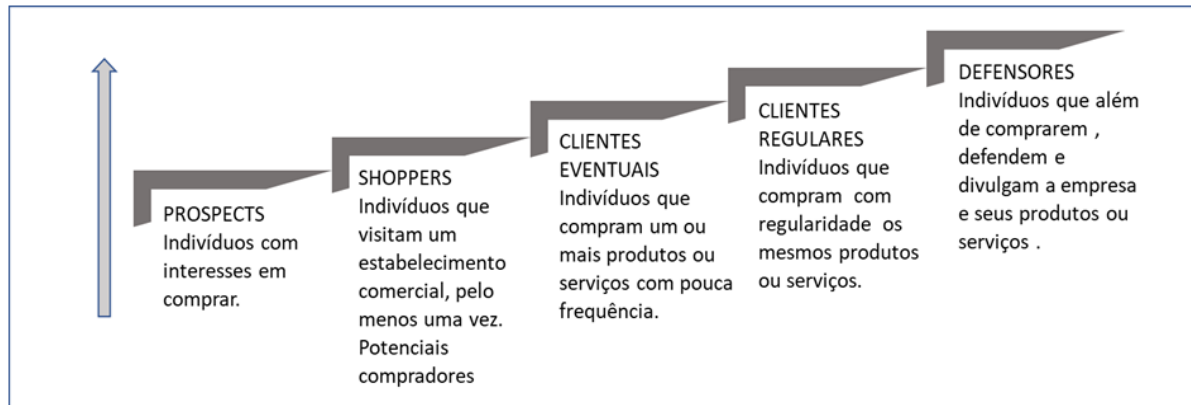 PROSPECTS
Indivíduos com
interesses em
comprar.
SHOPPERS
Indivíduos que
visitam um
estabelecimento
comercial, pelo
menos uma vez.
Potenciais
compradores
CLIENTES
EVENTUAIS
Indivíduos que
compram um ou
mais produtos ou
serviços com pouca
frequência.
CLIENTES
REGULARES
Indivíduos que
compram com
regularidade os
mesmos produtos
ou serviços.
DEFENSORES
Indivíduos que além
de comprarem ,
defendem e
divulgam a empresa
e seus produtos ou
serviços .